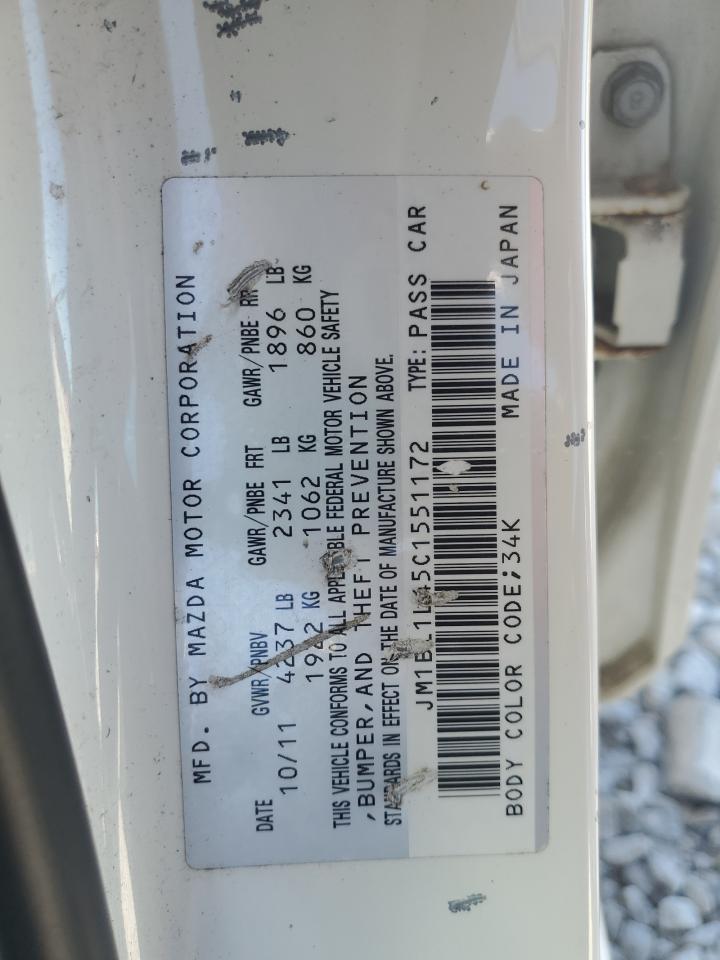 MFD. BY MAZDA MOTOR CORPORATION
DATE GVWR/PNBV GAWR/PNBE FRT GAWR/PNBE RR
10/11 4237 LB 2341 LB 1896 LB
1922 KG 1062 KG 860 KG
THIS VEHICLE CONFORMS TO ALL APPLICABLE FEDERAL MOTOR VEHICLE SAFETY
,BUMPER,AND THEFT PREVENTION
STANDARDS IN EFFECT ON THE DATE OF MANUFACTURE SHOWN ABOVE.
JM1BL1L45C1551172 TYPE: PASS CAR
BODY COLOR CODE;34K MADE IN JAPAN